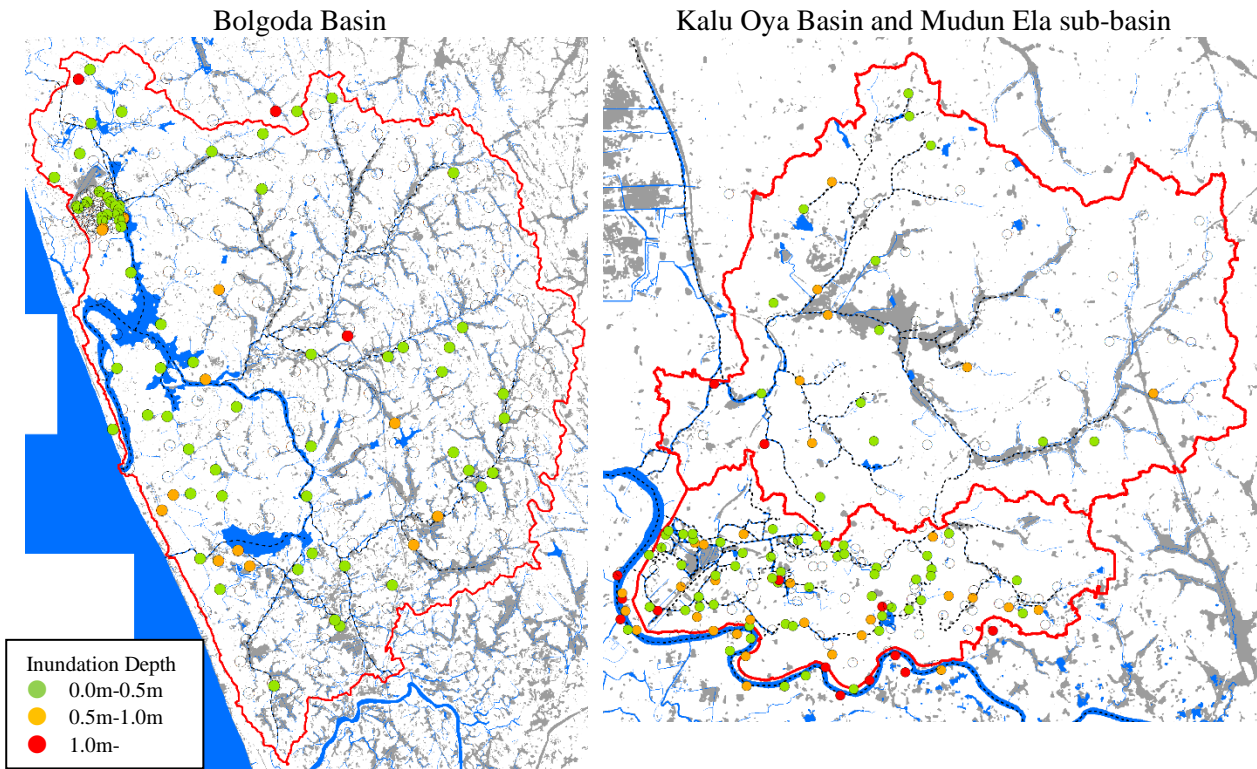 Bolgoda Basin
Kalu Oya Basin and Mudun Ela sub-basin
Inundation Depth
0.0m-0.5m
0.5m-1.0m
1.0m-